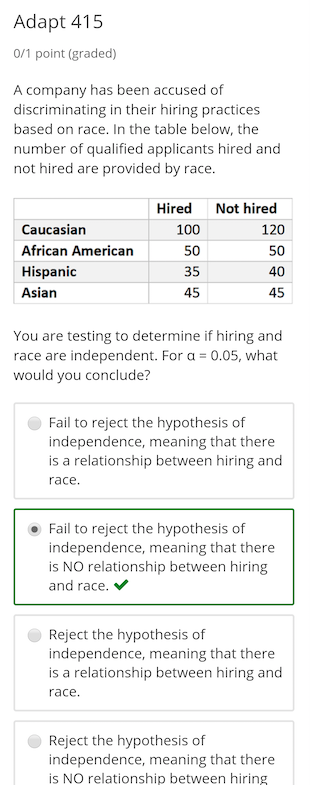 Adapt 415
0/1 point (graded)
A company has been accused of
discriminating in their hiring practices
based on race. In the table below, the
number of qualified applicants hired and
not hired are provided by race.
Hired Not hired
Caucasian 100 120
African American 50 50
Hispanic 35 40
Asian 45 45
You are testing to determine if hiring and
race are independent. For α = 0.05, what
would you conclude?
Fail to reject the hypothesis of
independence, meaning that there
is a relationship between hiring and
race.
Fail to reject the hypothesis of
independence, meaning that there
is NO relationship between hiring
and race. ✔
Reject the hypothesis of
independence, meaning that there
is a relationship between hiring and
race.
Reject the hypothesis of
independence, meaning that there
is NO relationship between hiring